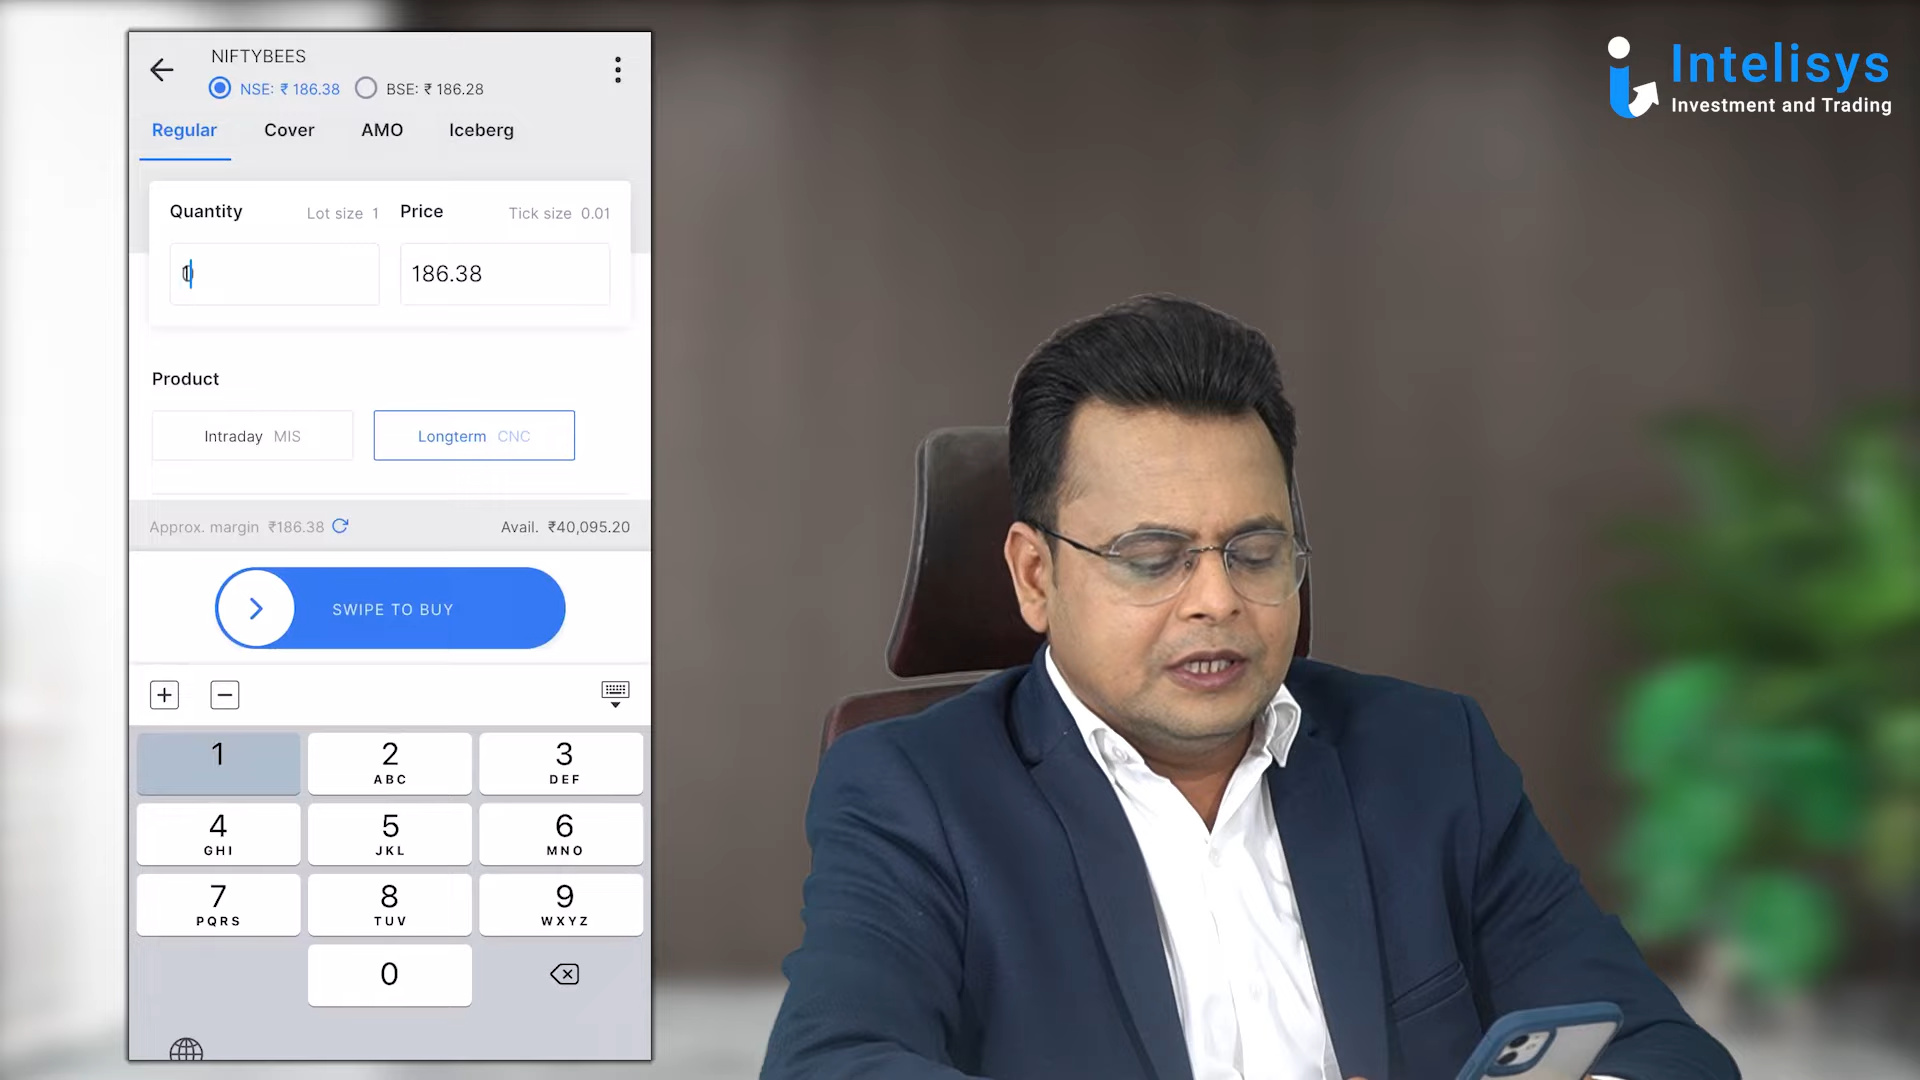 NIFTYBEES
NSE: ₹ 186.38 BSE: ₹ 186.28
Regular Cover AMO Iceberg
Quantity Lot size 1 Price Tick size 0.01
186.38
Product
Intraday MIS Longterm CNC
Approx. margin ₹186.38 Avail. ₹40,095.20
SWIPE TO BUY
1 2 3
ABC DEF
4 5 6
GHI JKL MNO
7 8 9
PQRS TUV WXYZ
0
Intelisys
Investment and Trading